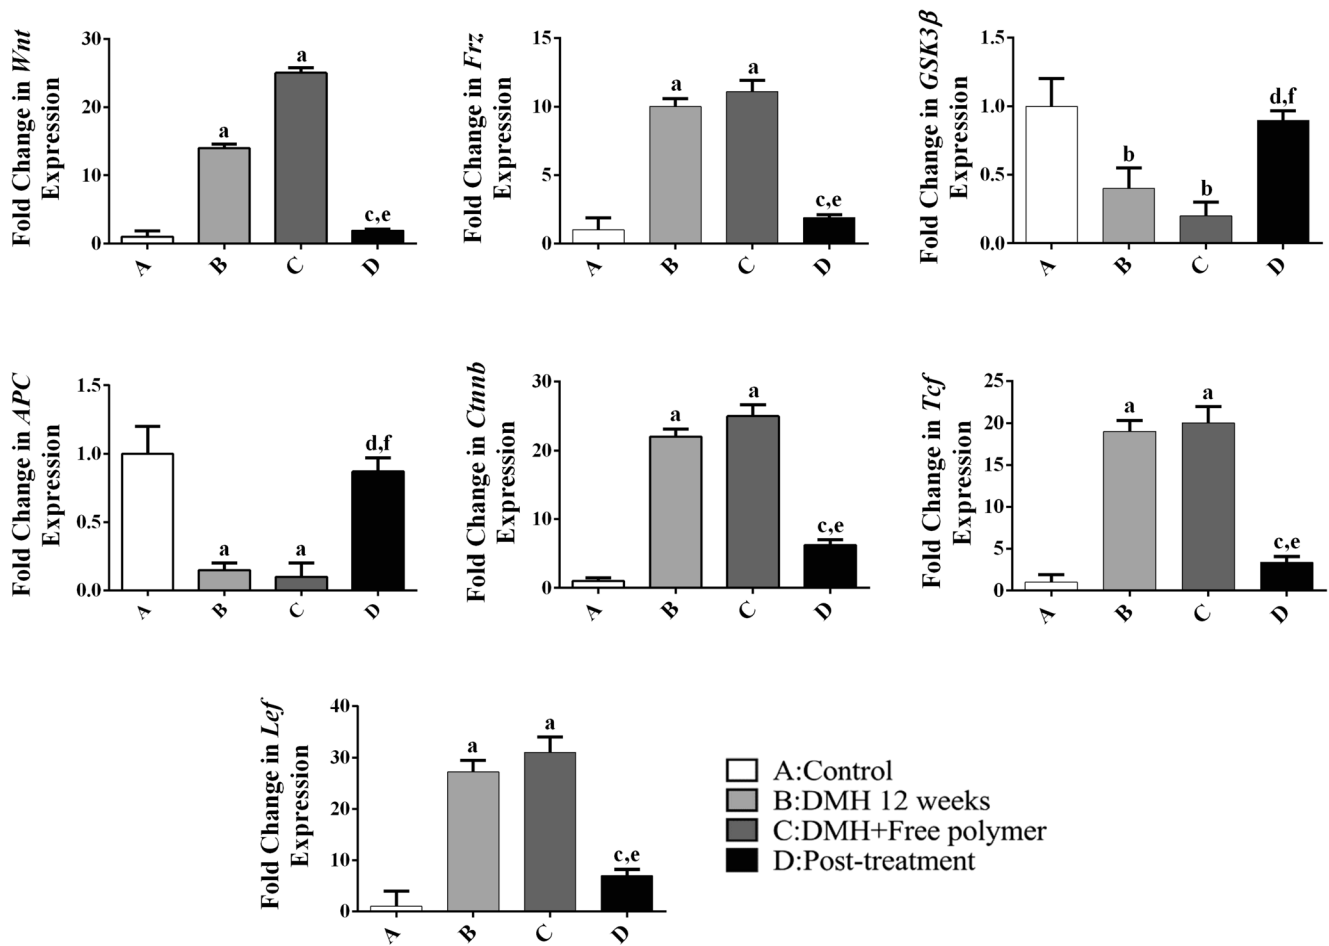 Fold Change in Wnt
Expression
30
20
10
0
a
a
c,e
A
B
C
D
Fold Change in Frz
Expression
15
10
5
0
a
a
c,e
A
B
C
D
Fold Change in GSK3β
Expression
1.5
1.0
0.5
0.0
b
b
d,f
A
B
C
D
Fold Change in APC
Expression
1.5
1.0
0.5
0.0
a
a
d,f
A
B
C
D
Fold Change in Ctnnb
Expression
30
20
10
0
a
a
c,e
A
B
C
D
Fold Change in Tcf
Expression
25
20
15
10
5
0
a
a
c,e
A
B
C
D
Fold Change in Lef
Expression
40
30
20
10
0
a
a
c,e
A
B
C
D
A:Control
B:DMH 12 weeks
C:DMH+Free polymer
D:Post-treatment